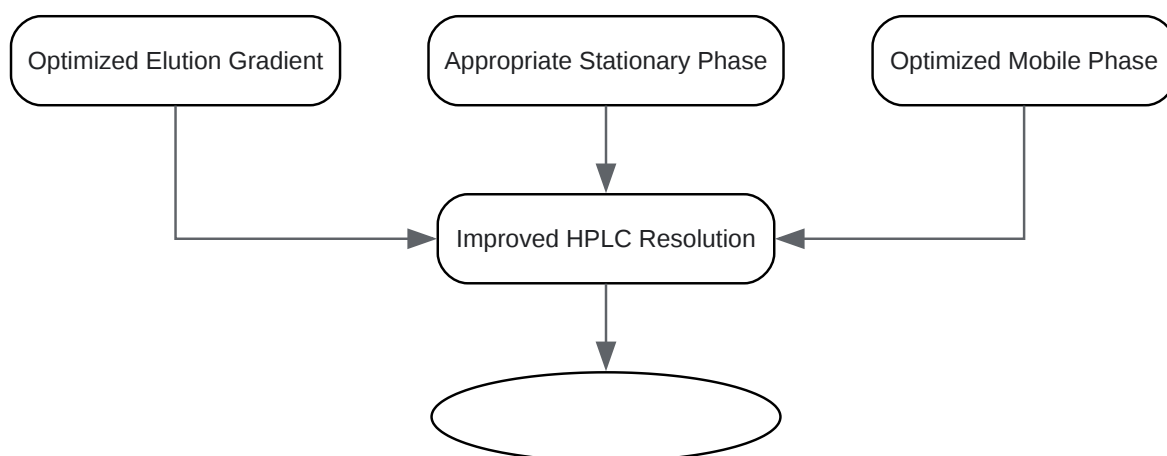 Optimized Elution Gradient
Appropriate Stationary Phase
Optimized Mobile Phase
Improved HPLC Resolution